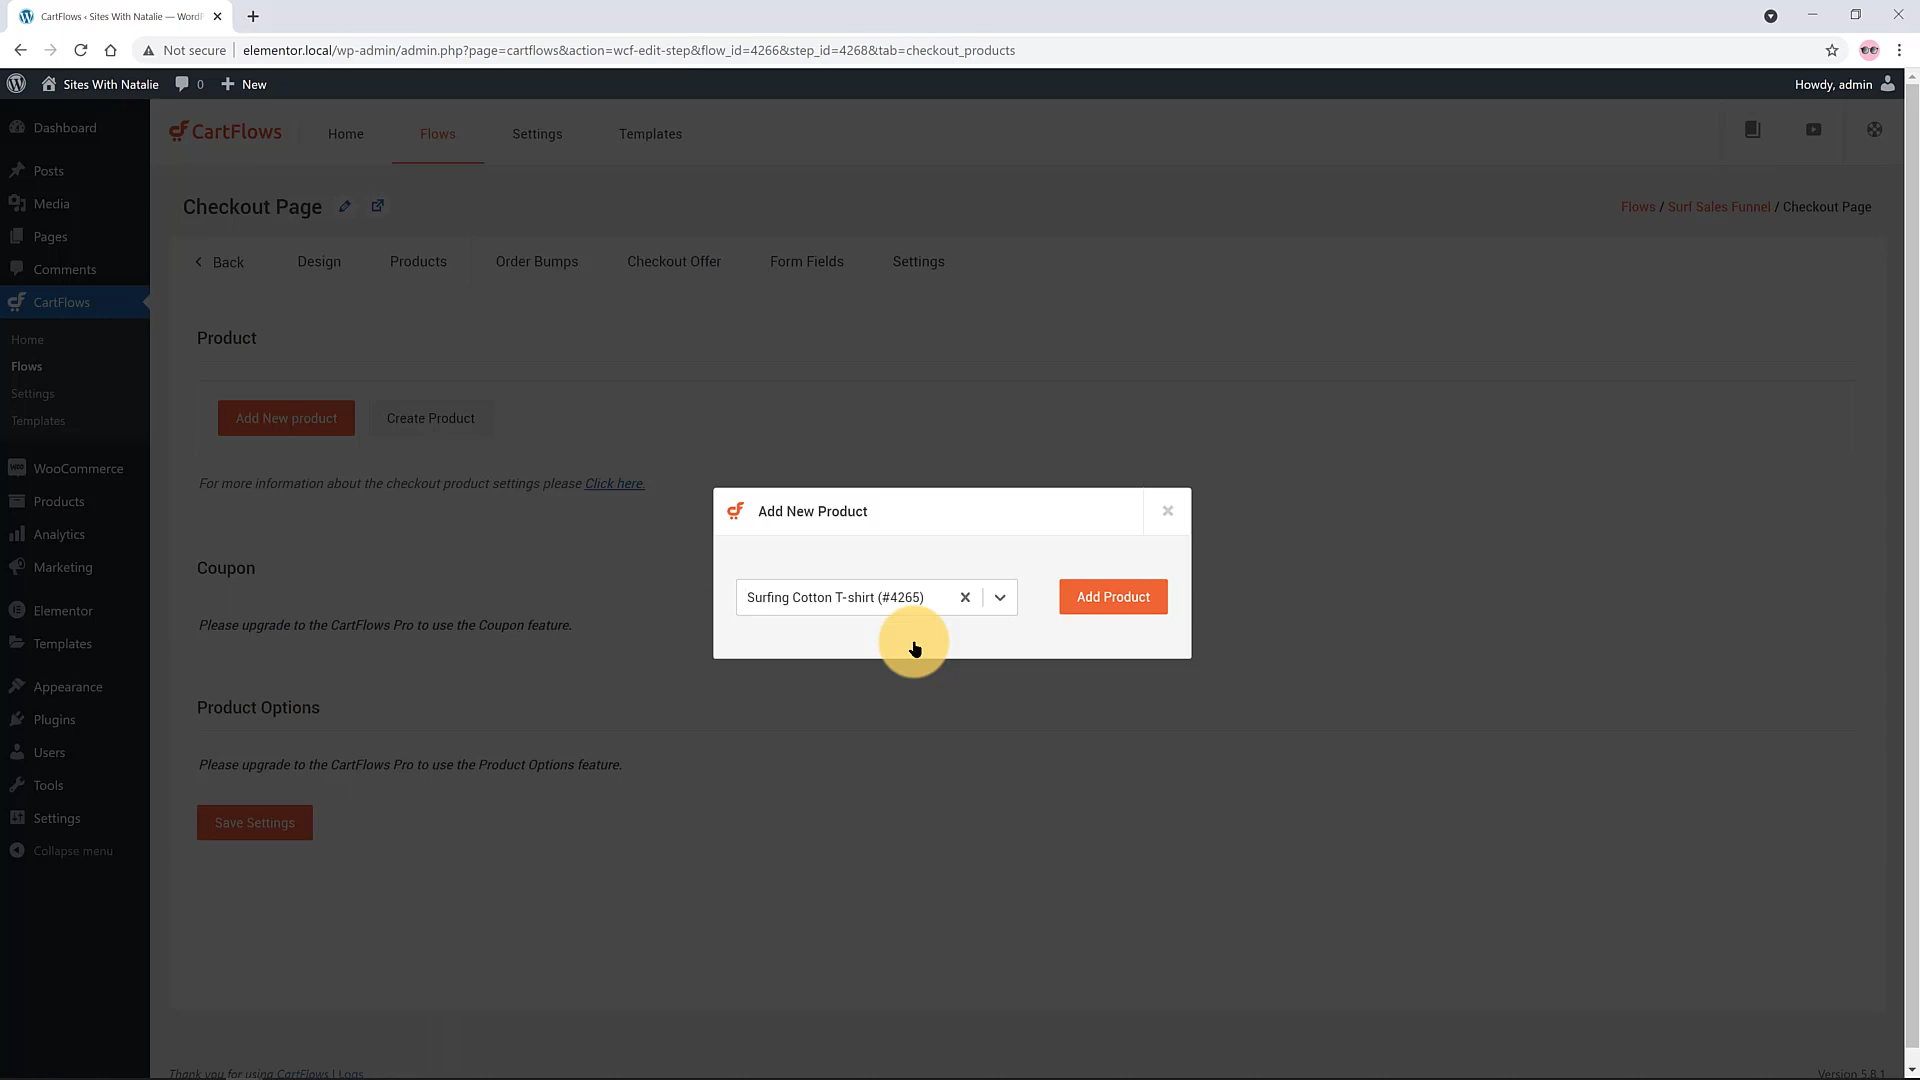 CartFlows ‹ Sites With Natalie — WordP
Not secure
elementor.local/wp-admin/admin.php?page=cartflows&action=wcf-edit-step&flow_id=4266&step_id=4268&tab=checkout_products
Sites With Natalie
0
New
Howdy, admin
Dashboard
Posts
Media
Pages
Comments
CartFlows
Home
Flows
Settings
Templates
WooCommerce
Products
Analytics
Marketing
Elementor
Templates
Appearance
Plugins
Users
Tools
Settings
Collapse menu
CartFlows
Home
Flows
Settings
Templates
Checkout Page
Flows / Surf Sales Funnel / Checkout Page
Back
Design
Products
Order Bumps
Checkout Offer
Form Fields
Settings
Product
Add New product
Create Product
For more information about the checkout product settings please Click here.
Add New Product
Surfing Cotton T-shirt (#4265)
Add Product
Coupon
Please upgrade to the CartFlows Pro to use the Coupon feature.
Product Options
Please upgrade to the CartFlows Pro to use the Product Options feature.
Save Settings
Thank you for using CartFlows | Logs
Version 5.8.1